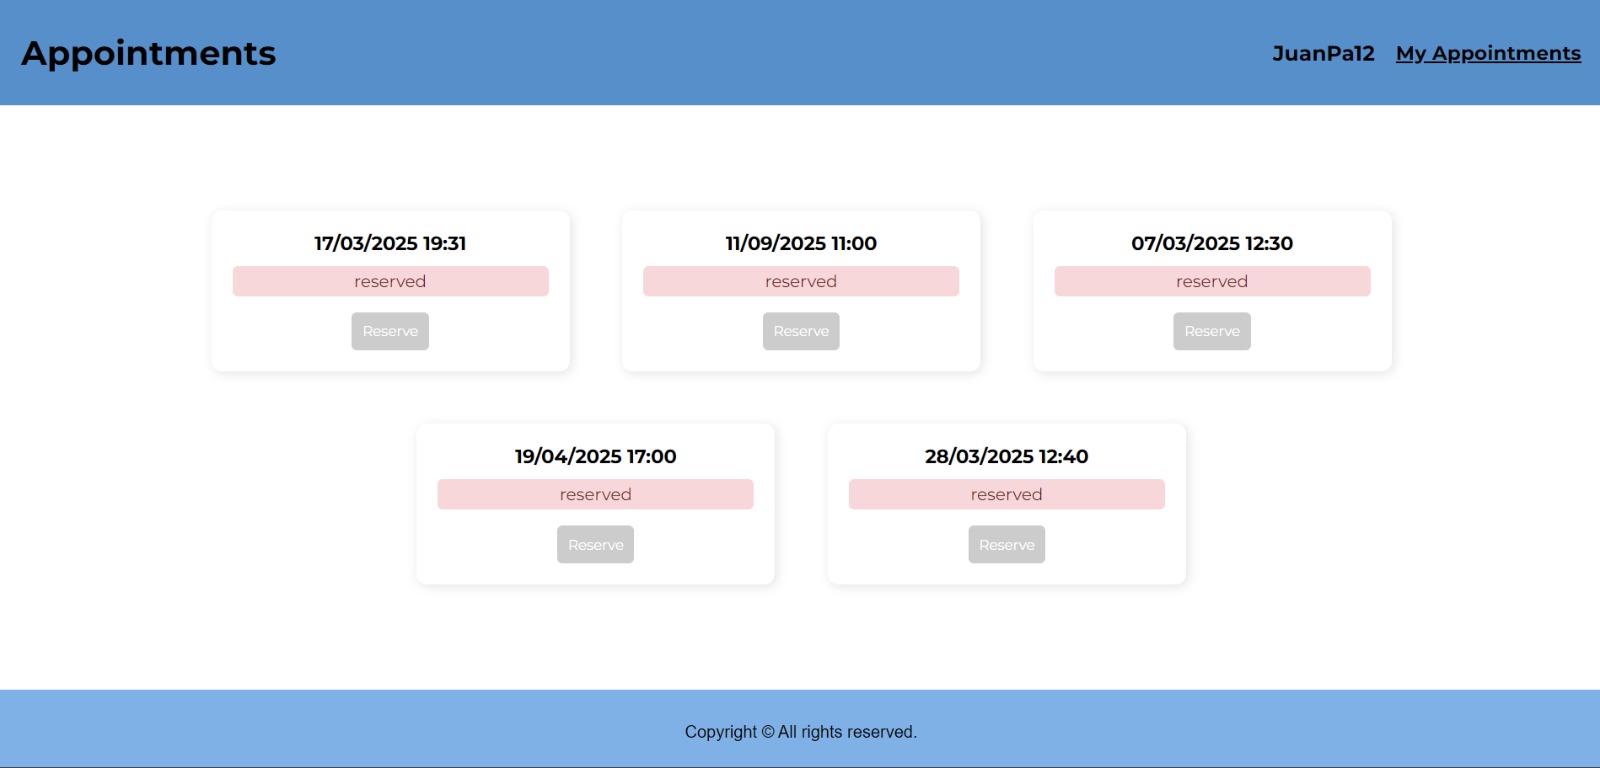 Appointments
JuanPa12 My Appointments
17/03/2025 19:31
reserved
Reserve
11/09/2025 11:00
reserved
Reserve
07/03/2025 12:30
reserved
Reserve
19/04/2025 17:00
reserved
Reserve
28/03/2025 12:40
reserved
Reserve
Copyright © All rights reserved.